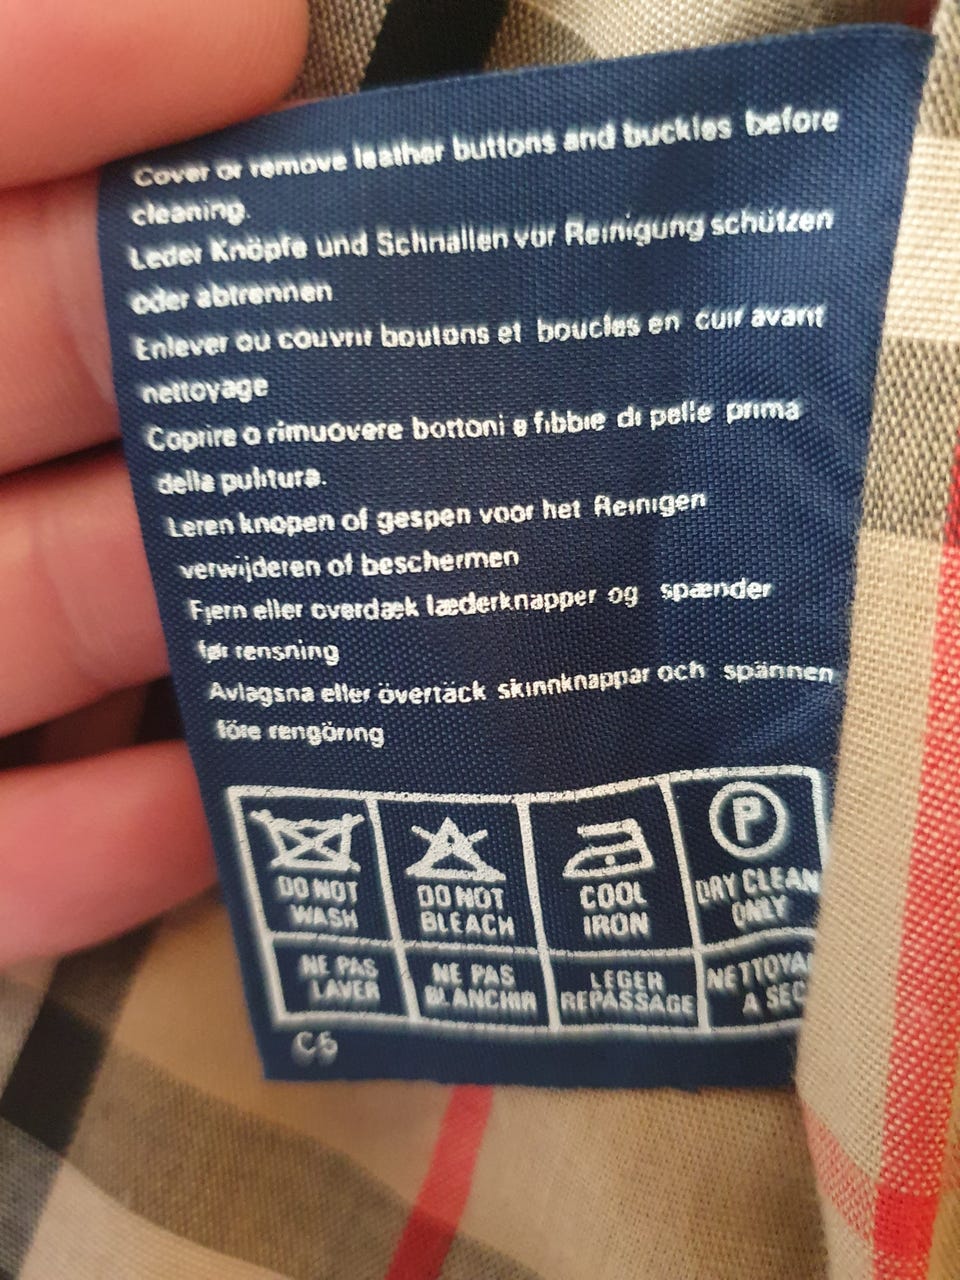 Cover or remove leather buttons and buckles before
cleaning.
Leder Knöpfe und Schnallen vor Reinigung schützen
oder abtrennen
Enlever ou couvrir boutons et boucles en cuir avant
nettoyage
Coprire o rimuovere bottoni e fibbie di pelle prima
della pulitura.
Leren knopen of gespen voor het Reinigen
verwijderen of beschermen
Fjern eller overdæk læderknapper og spænder
før rensning
Avlagsna eller övertäck skinnknappar och spännen
före rengöring
P
DO NOT WASH
DO NOT BLEACH
COOL IRON
DRY CLEAN ONLY
NE PAS LAVER
NE PAS BLANCHIR
LEGER REPASSAGE
NETTOYA A SEC
C5